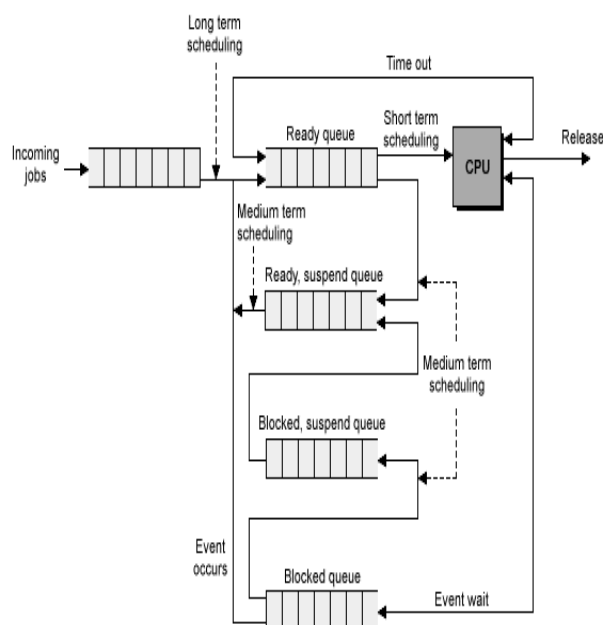 Long term
scheduling
Time out
Ready queue
Short term
scheduling
Release
Incoming
jobs
CPU
Medium term
scheduling
Ready, suspend queue
Medium term
scheduling
Blocked, suspend queue
Event
occurs
Blocked queue
Event wait